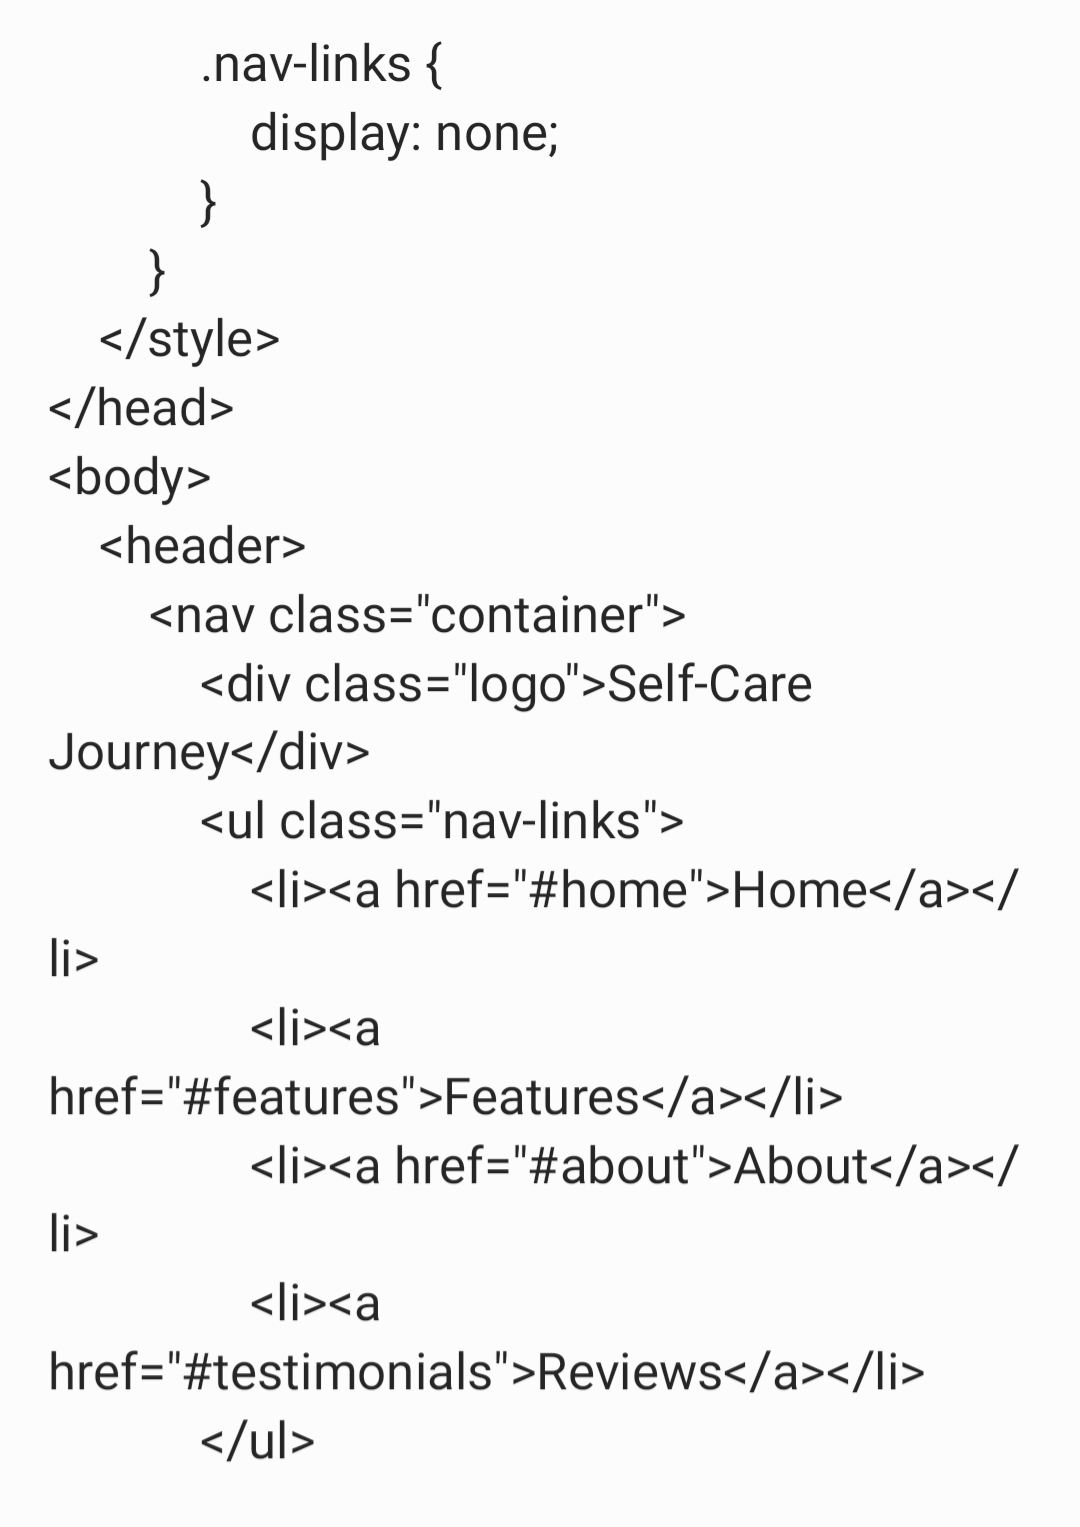 .nav-links {
display: none;
}
}
</style>
</head>
<body>
<header>
<nav class="container">
<div class="logo">Self-Care
Journey</div>
<ul class="nav-links">
<li><a href="#home">Home</a></
li>
<li><a
href="#features">Features</a></li>
<li><a href="#about">About</a></
li>
<li><a
href="#testimonials">Reviews</a></li>
</ul>